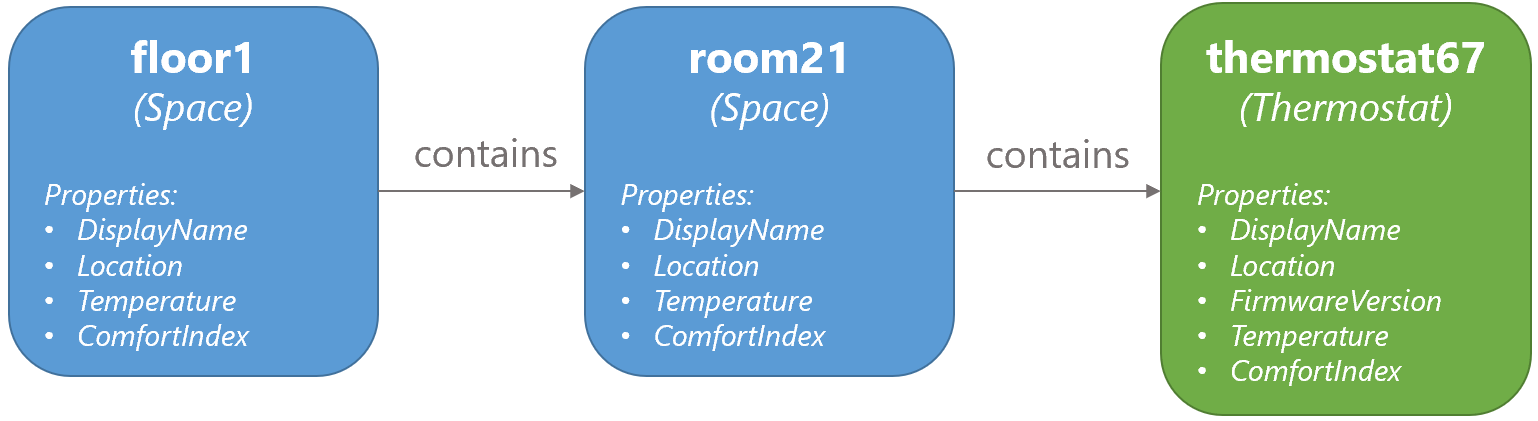 floor1
(Space)
Properties:
• DisplayName
• Location
• Temperature
• ComfortIndex
contains
room21
(Space)
Properties:
• DisplayName
• Location
• Temperature
• ComfortIndex
contains
thermostat67
(Thermostat)
Properties:
• DisplayName
• Location
• FirmwareVersion
• Temperature
• ComfortIndex